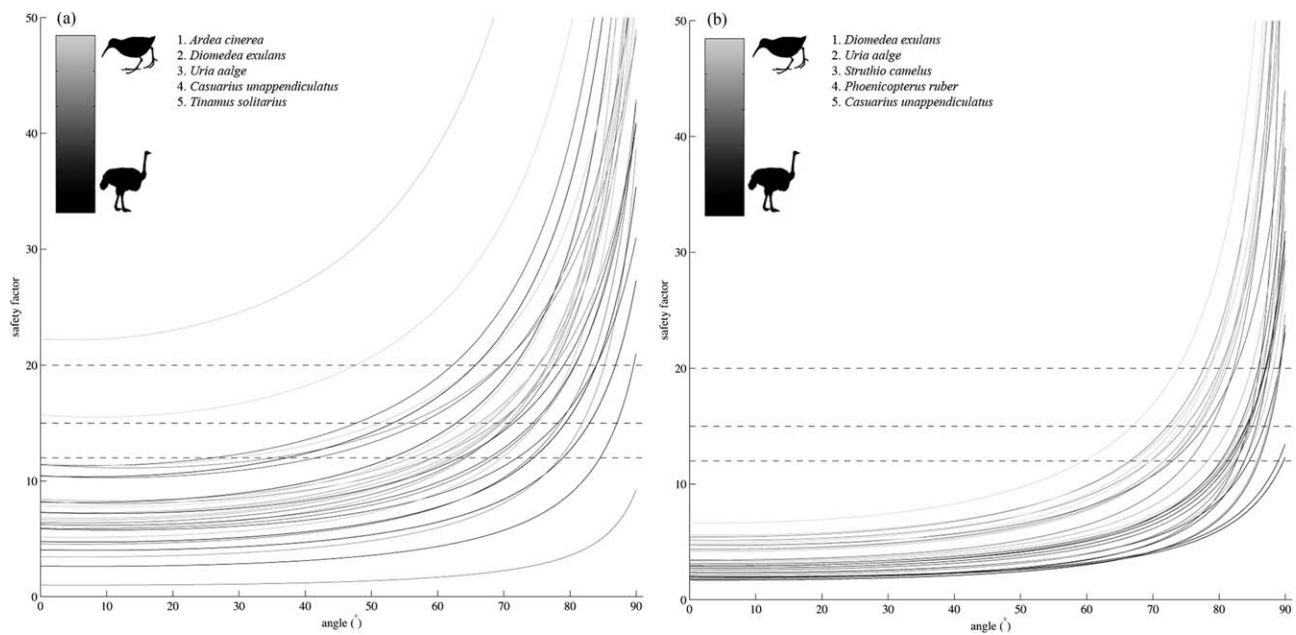 (a)
1. Ardea cinerea
2. Diomedea exulans
3. Uria aalge
4. Casuarius unappendiculatus
5. Tinamus solitarius
safety factor
50
40
30
20
10
0
0 10 20 30 40 50 60 70 80 90
angle (°)
(b)
1. Diomedea exulans
2. Uria aalge
3. Struthio camelus
4. Phoenicopterus ruber
5. Casuarius unappendiculatus
safety factor
50
40
30
20
10
0
0 10 20 30 40 50 60 70 80 90
angle (°)